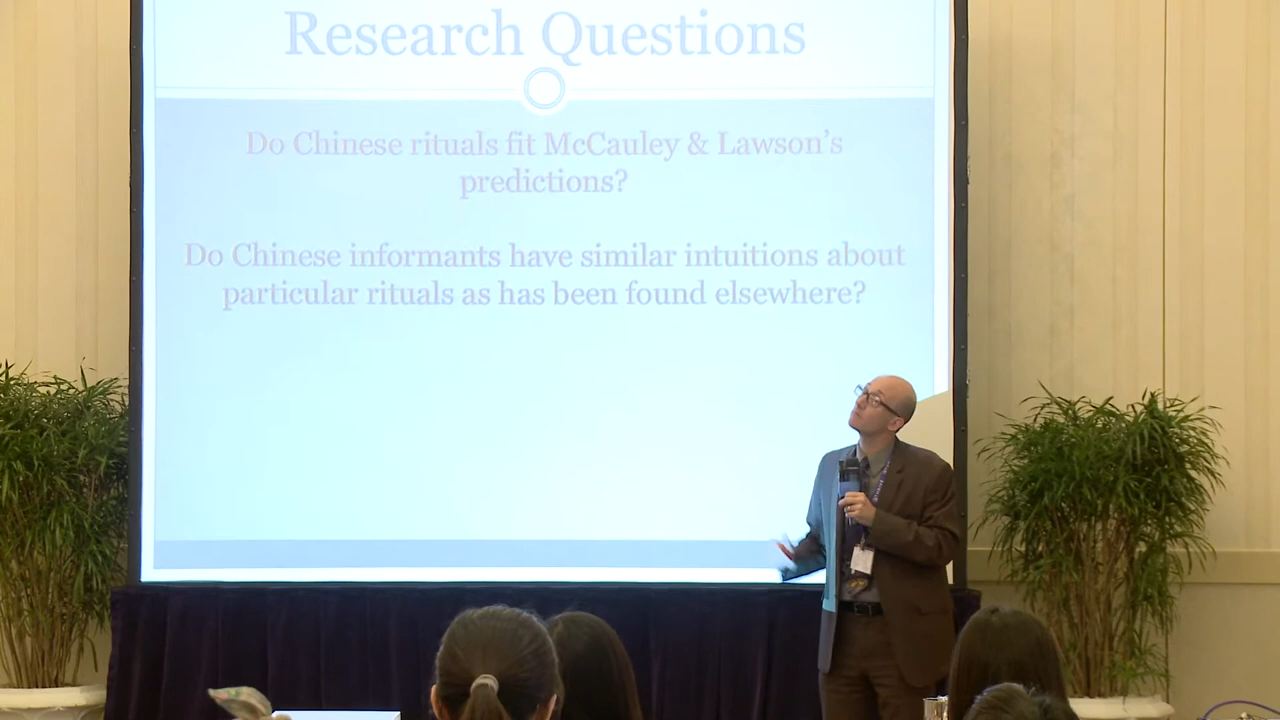 Research Questions
Do Chinese rituals fit McCauley & Lawson's
predictions?
Do Chinese informants have similar intuitions about
particular rituals as has been found elsewhere?